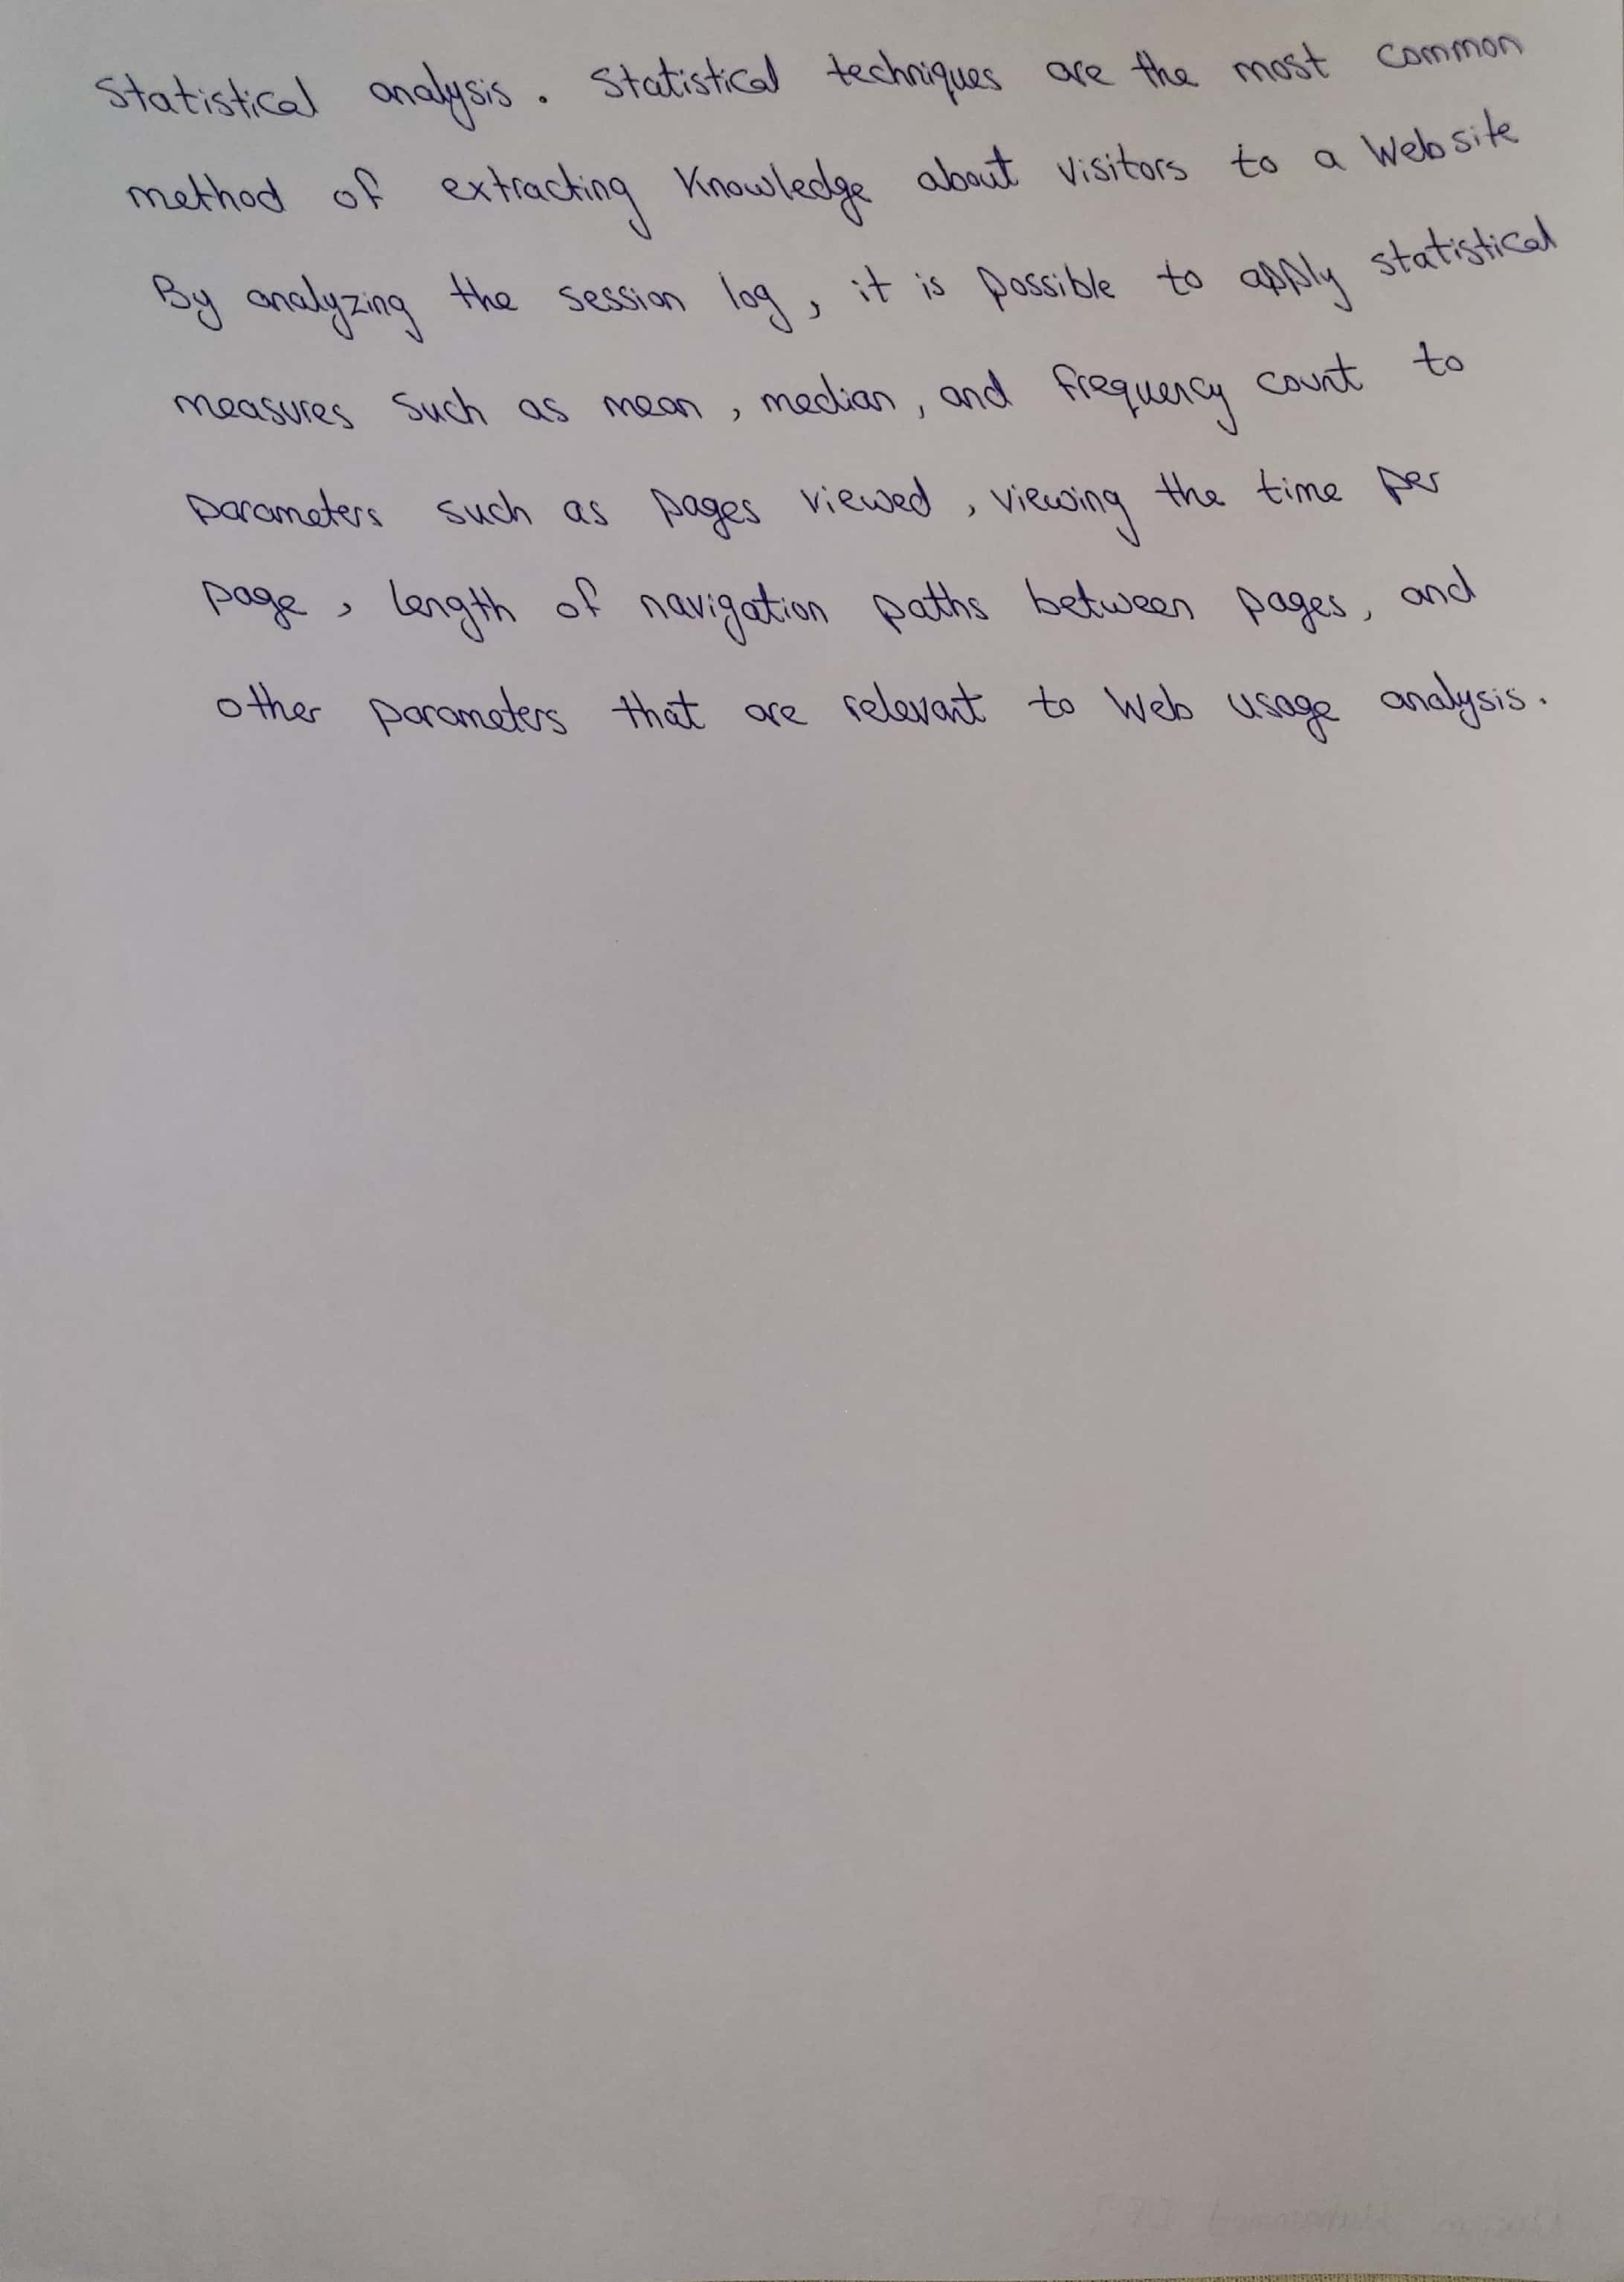 Statistical analysis. Statistical techniques are the most common
method of extracting knowledge about visitors to a Web site
By analyzing the session log, it is possible to apply statistical
measures such as mean, median, and frequency count to
parameters such as pages viewed, viewing the time per
page, length of navigation paths between pages, and
other parameters that are relevant to Web usage analysis.